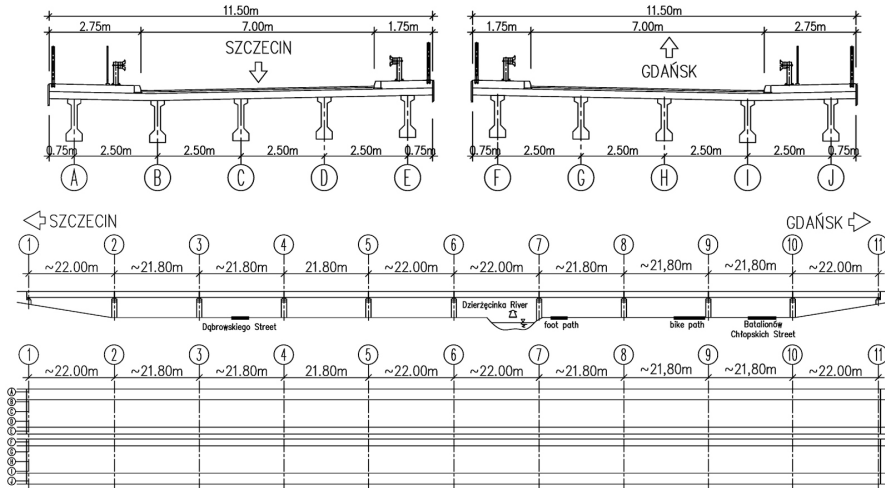 11.50m
2.75m 7.00m 1.75m
SZCZECIN
0.75m 2.50m 2.50m 2.50m 2.50m 0.75m
A B C D E
11.50m
1.75m 7.00m 2.75m
GDAŃSK
0.75m 2.50m 2.50m 2.50m 2.50m 0.75m
F G H I J
SZCZECIN GDAŃSK
1 2 3 4 5 6 7 8 9 10 11
~22.00m ~21.80m ~21.80m 21.80m ~22.00m ~22.00m ~22.00m ~21,80m ~21,80m ~22.00m
Dzierżęcinka River
Dąbrowskiego Street
foot path
bike path
Batalionów
Chłopskich Street
1 2 3 4 5 6 7 8 9 10 11
~22.00m ~21.80m ~21.80m 21.80m ~22.00m ~22.00m ~22.00m ~21,80m ~21,80m ~22.00m
A
B
C
D
E
F
G
H
I
J